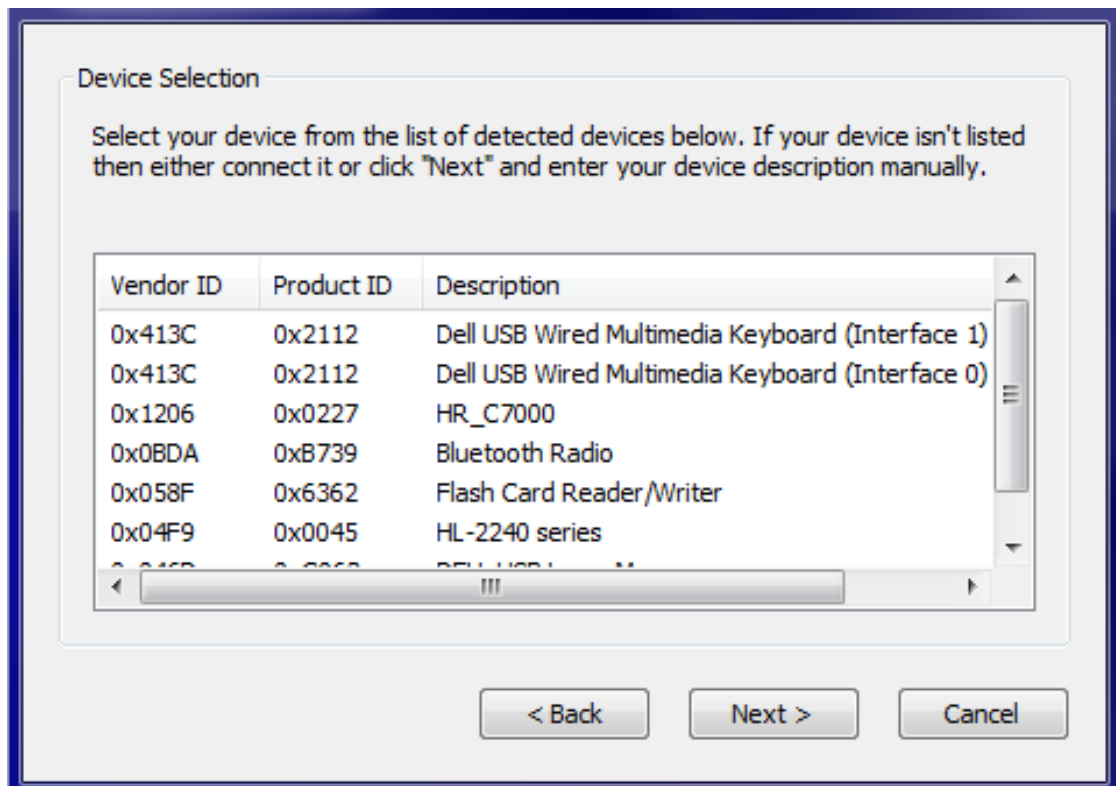 Device Selection
Select your device from the list of detected devices below. If your device isn't listed
then either connect it or click "Next" and enter your device description manually.
Vendor ID Product ID Description
0x413C 0x2112 Dell USB Wired Multimedia Keyboard (Interface 1)
0x413C 0x2112 Dell USB Wired Multimedia Keyboard (Interface 0)
0x1206 0x0227 HR_C7000
0x0BDA 0xB739 Bluetooth Radio
0x058F 0x6362 Flash Card Reader/Writer
0x04F9 0x0045 HL-2240 series
< Back Next > Cancel